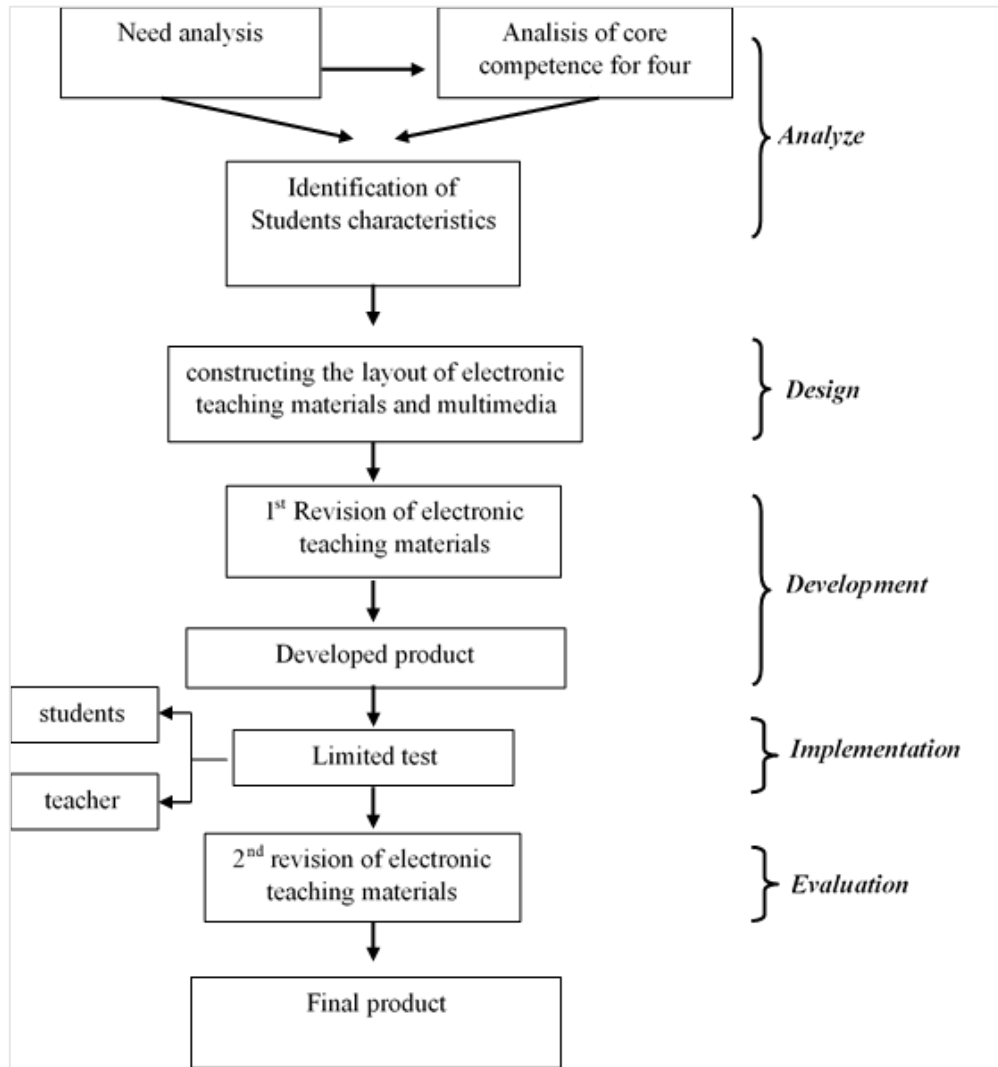 Need analysis
Analisis of core
competence for four
Analyze
Identification of
Students characteristics
constructing the layout of electronic
teaching materials and multimedia
Design
1st Revision of electronic
teaching materials
Development
Developed product
students
Limited test
Implementation
teacher
2nd revision of electronic
teaching materials
Evaluation
Final product